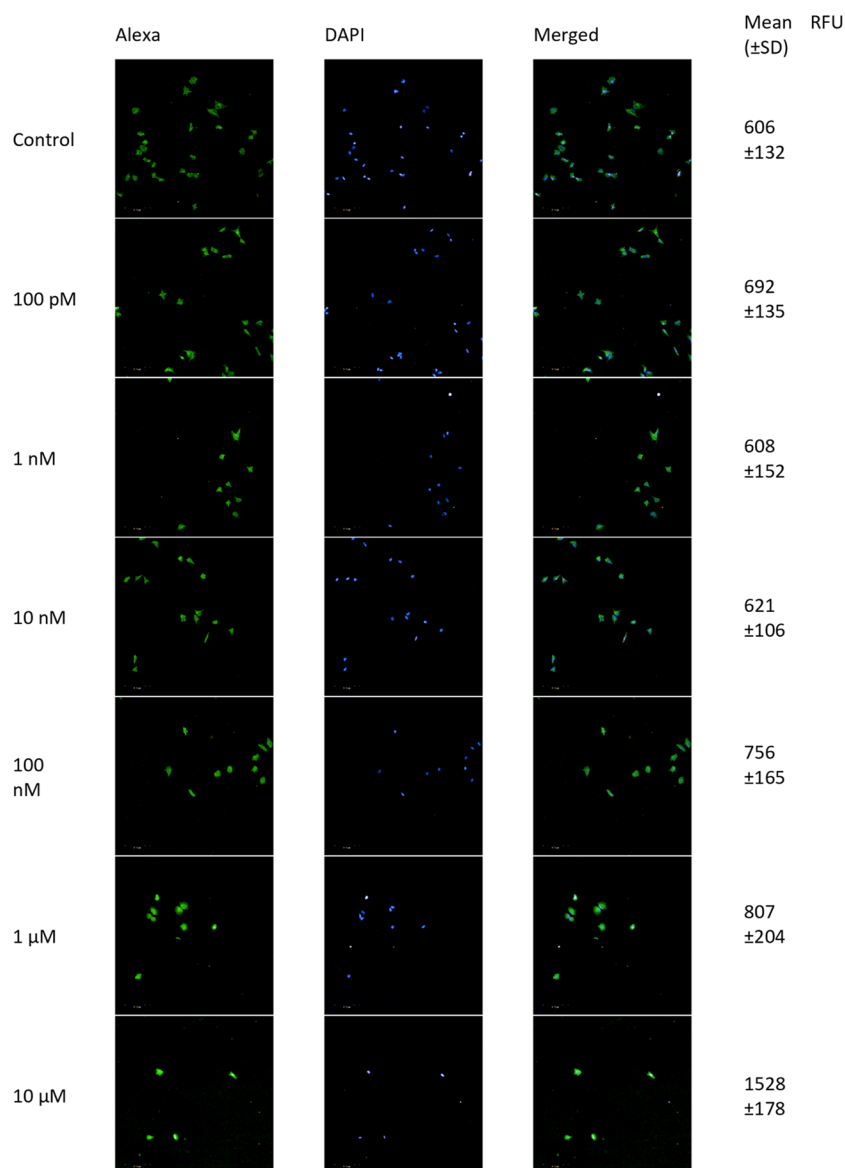 Alexa DAPI Merged Mean RFU
(±SD)
Control 606
±132
100 pM 692
±135
1 nM 608
±152
10 nM 621
±106
100
nM 756
±165
1 µM 807
±204
10 µM 1528
±178